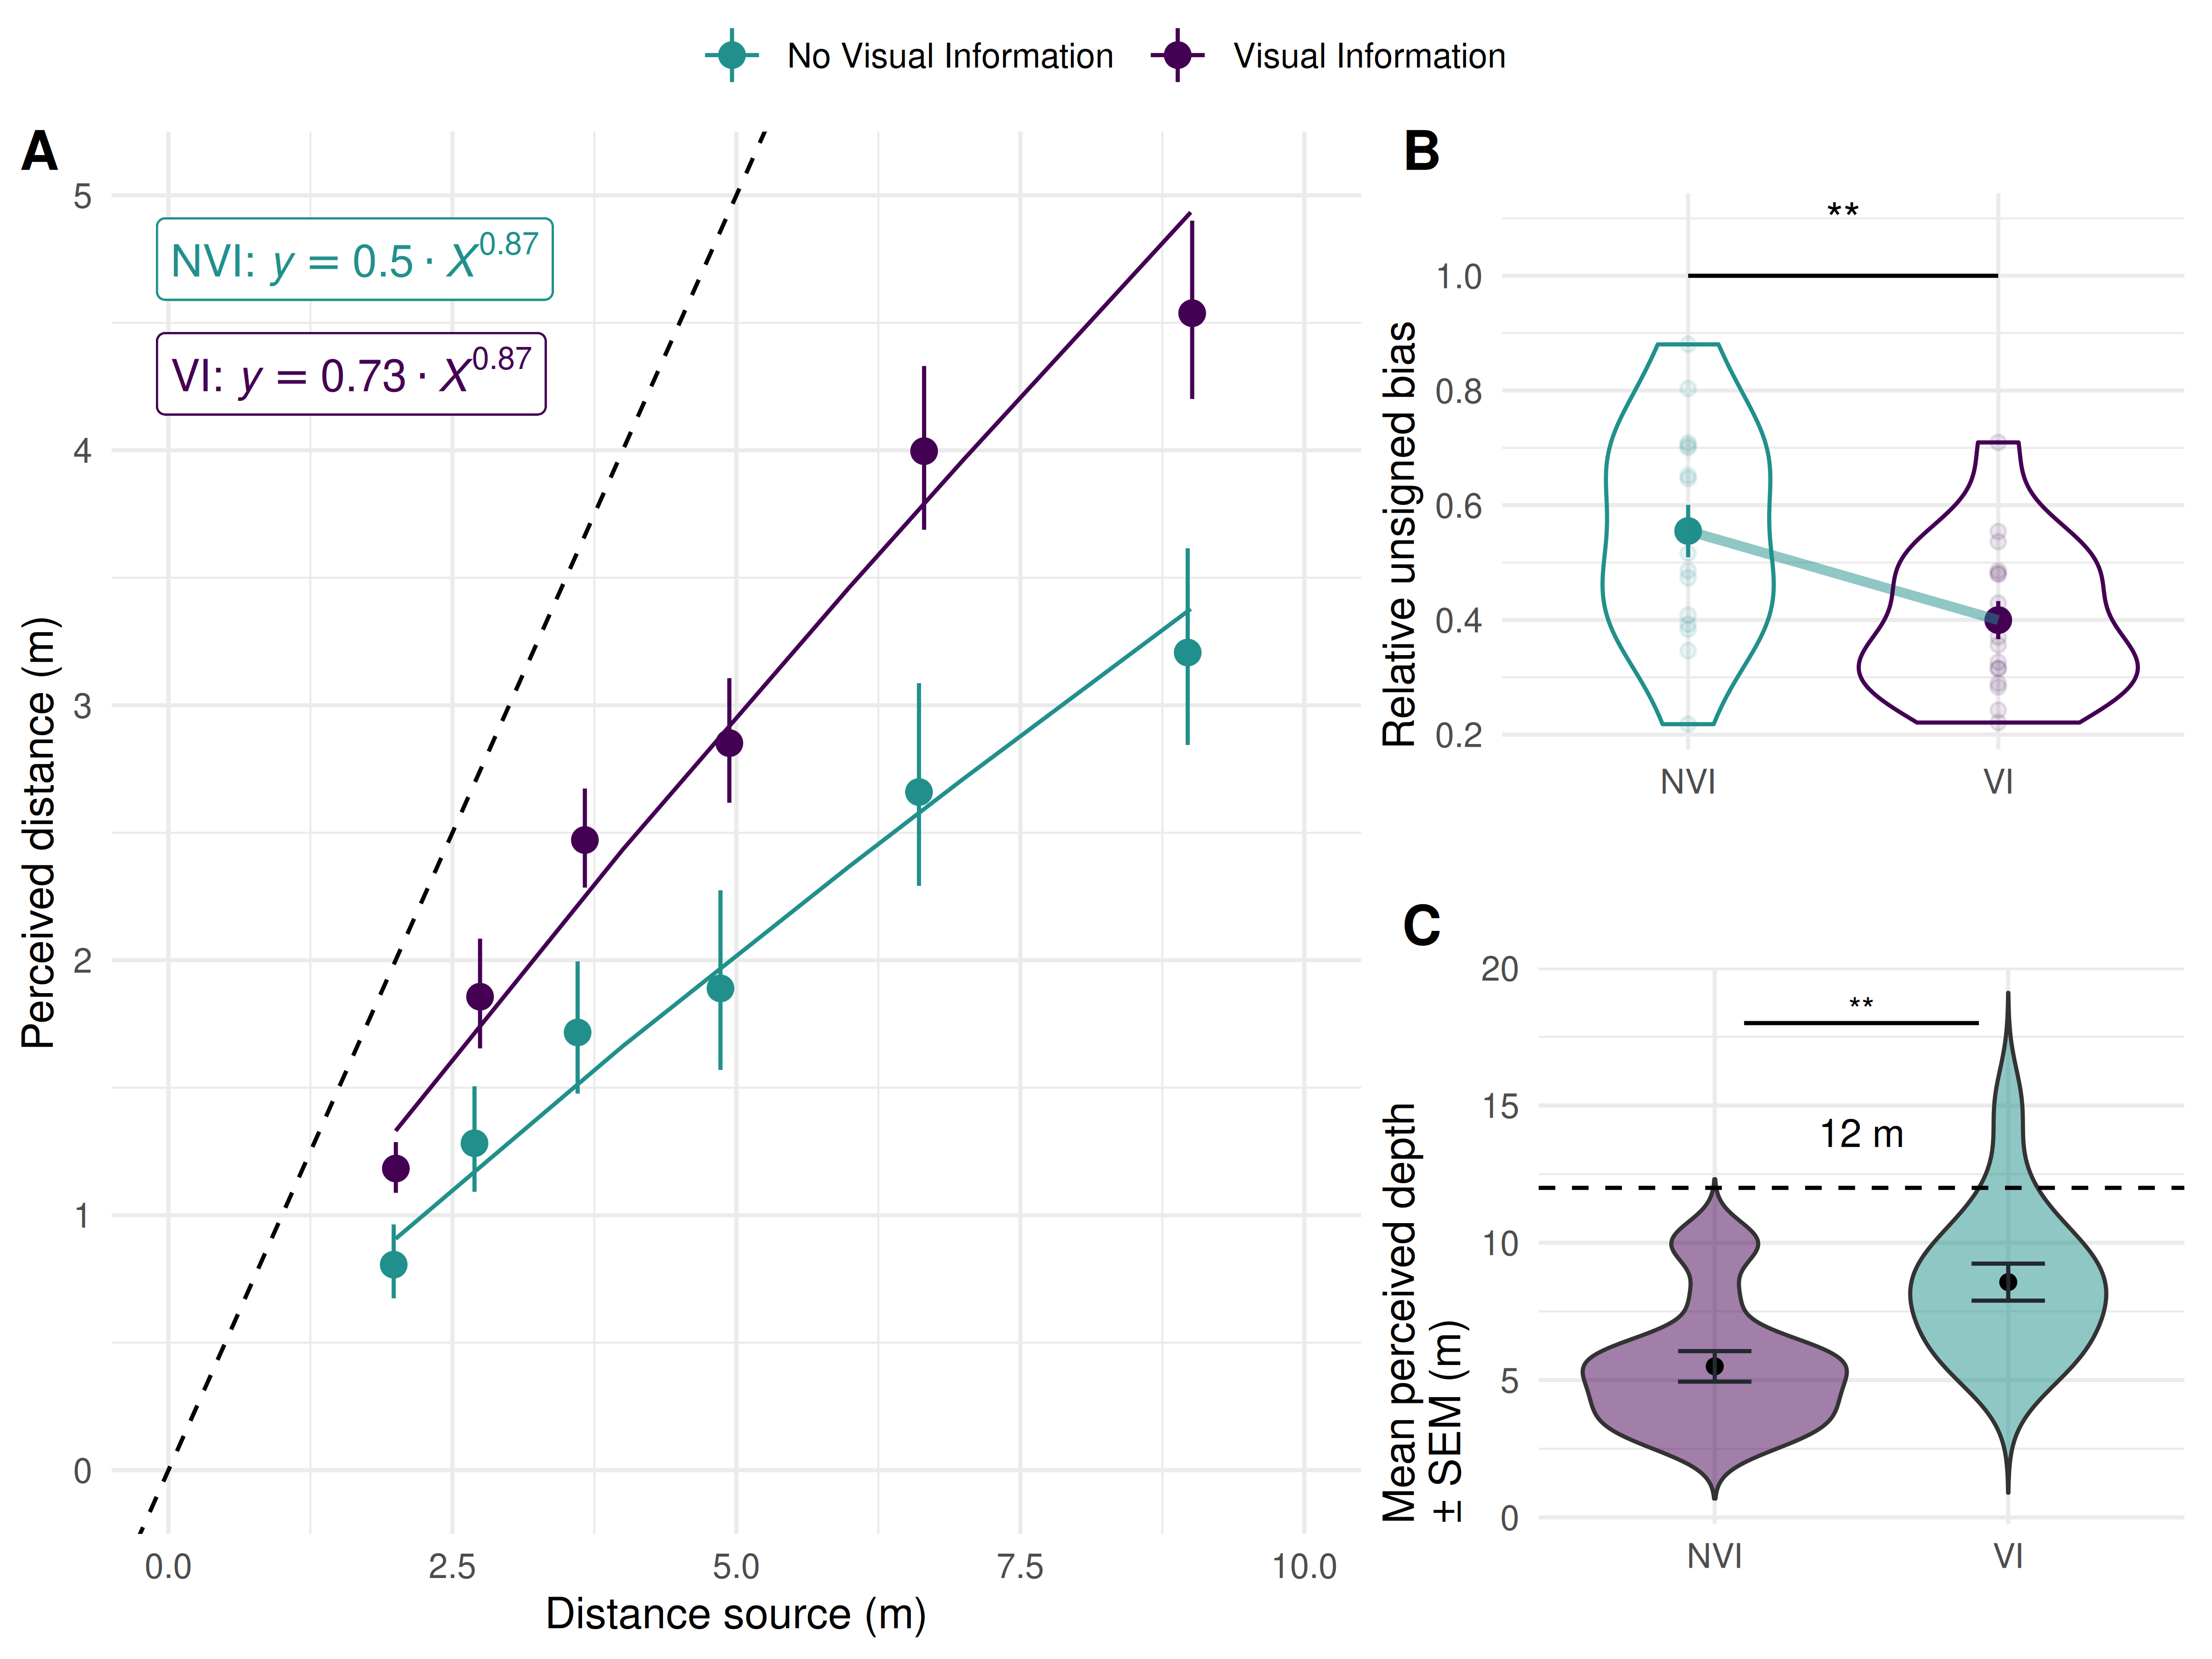 No Visual Information Visual Information
A
Perceived distance (m)
5
4
3
2
1
0
NVI: y = 0.5 · X^0.87
VI: y = 0.73 · X^0.87
0.0 2.5 5.0 7.5 10.0
Distance source (m)
B
Relative unsigned bias
**
1.0
0.8
0.6
0.4
0.2
NVI VI
C
Mean perceived depth
± SEM (m)
20
15
10
5
0
**
12 m
NVI VI